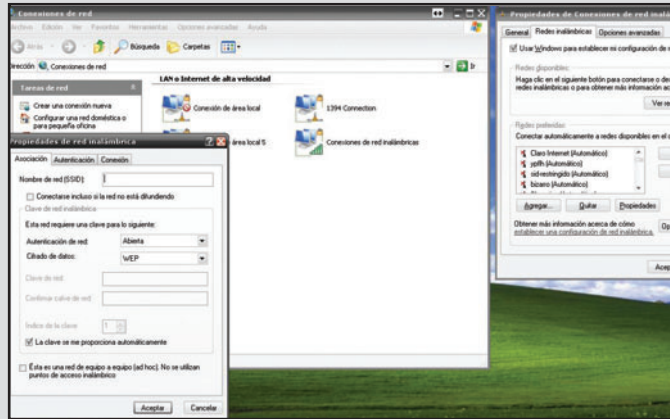 Conexiones de red
Archivo Edición Ver Favoritos Herramientas Opciones avanzadas Ayuda
Atrás
Búsqueda
Carpetas
Dirección
Conexiones de red
Ir
Tareas de red
Crear una conexión nueva
Configurar una red doméstica o
para pequeña oficina
LAN o Internet de alta velocidad
Conexión de área local
1394 Connection
área local 5
Conexiones de red inalámbricas
Propiedades de red inalámbrica
Asociación Autenticación Conexión
Nombre de red (SSID):
Conectarse incluso si la red no está difundiendo
Clave de red inalámbrica
Esta red requiere una clave para lo siguiente:
Autenticación de red: Abierta
Cifrado de datos: WEP
Clave de red:
Confirmar calve de red:
Índice de la clave: 1
La clave se me proporciona automáticamente
Ésta es una red de equipo a equipo (ad hoc). No se utilizan
puntos de acceso inalámbrico
Aceptar Cancelar
Propiedades de Conexiones de red inalá
General Redes inalámbricas Opciones avanzadas
Usar Windows para establecer mi configuración de r
Redes disponibles:
Haga clic en el siguiente botón para conectarse o de
redes inalámbricas o para obtener más información ac
Ver re
Redes preferidas:
Conectar automáticamente a redes disponibles en el o
Claro Internet (Automático)
ypffh (Automático)
sid-restringido (Automático)
bizarro (Automático)
Agregar... Quitar Propiedades
Obtener más información acerca de cómo
establecer una configuración de red inalámbrica.
Op
Acep